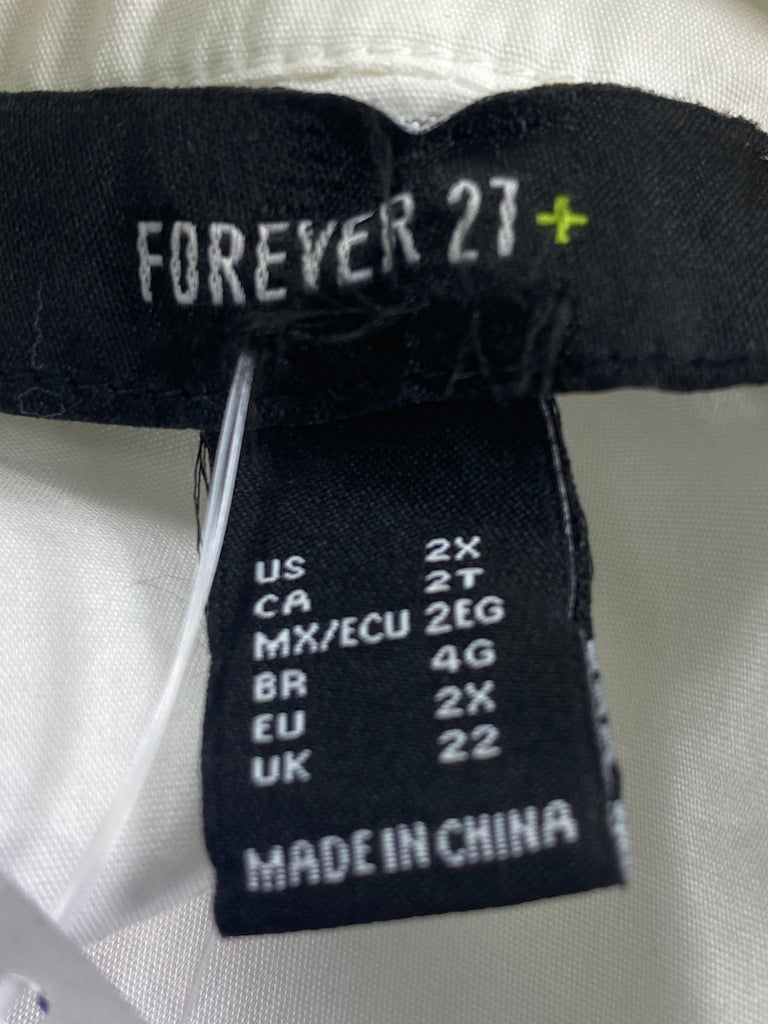 FOREVER 21+
US 2X
CA 2T
MX/ECU 2EG
BR 4G
EU 2X
UK 22
MADE IN CHINA